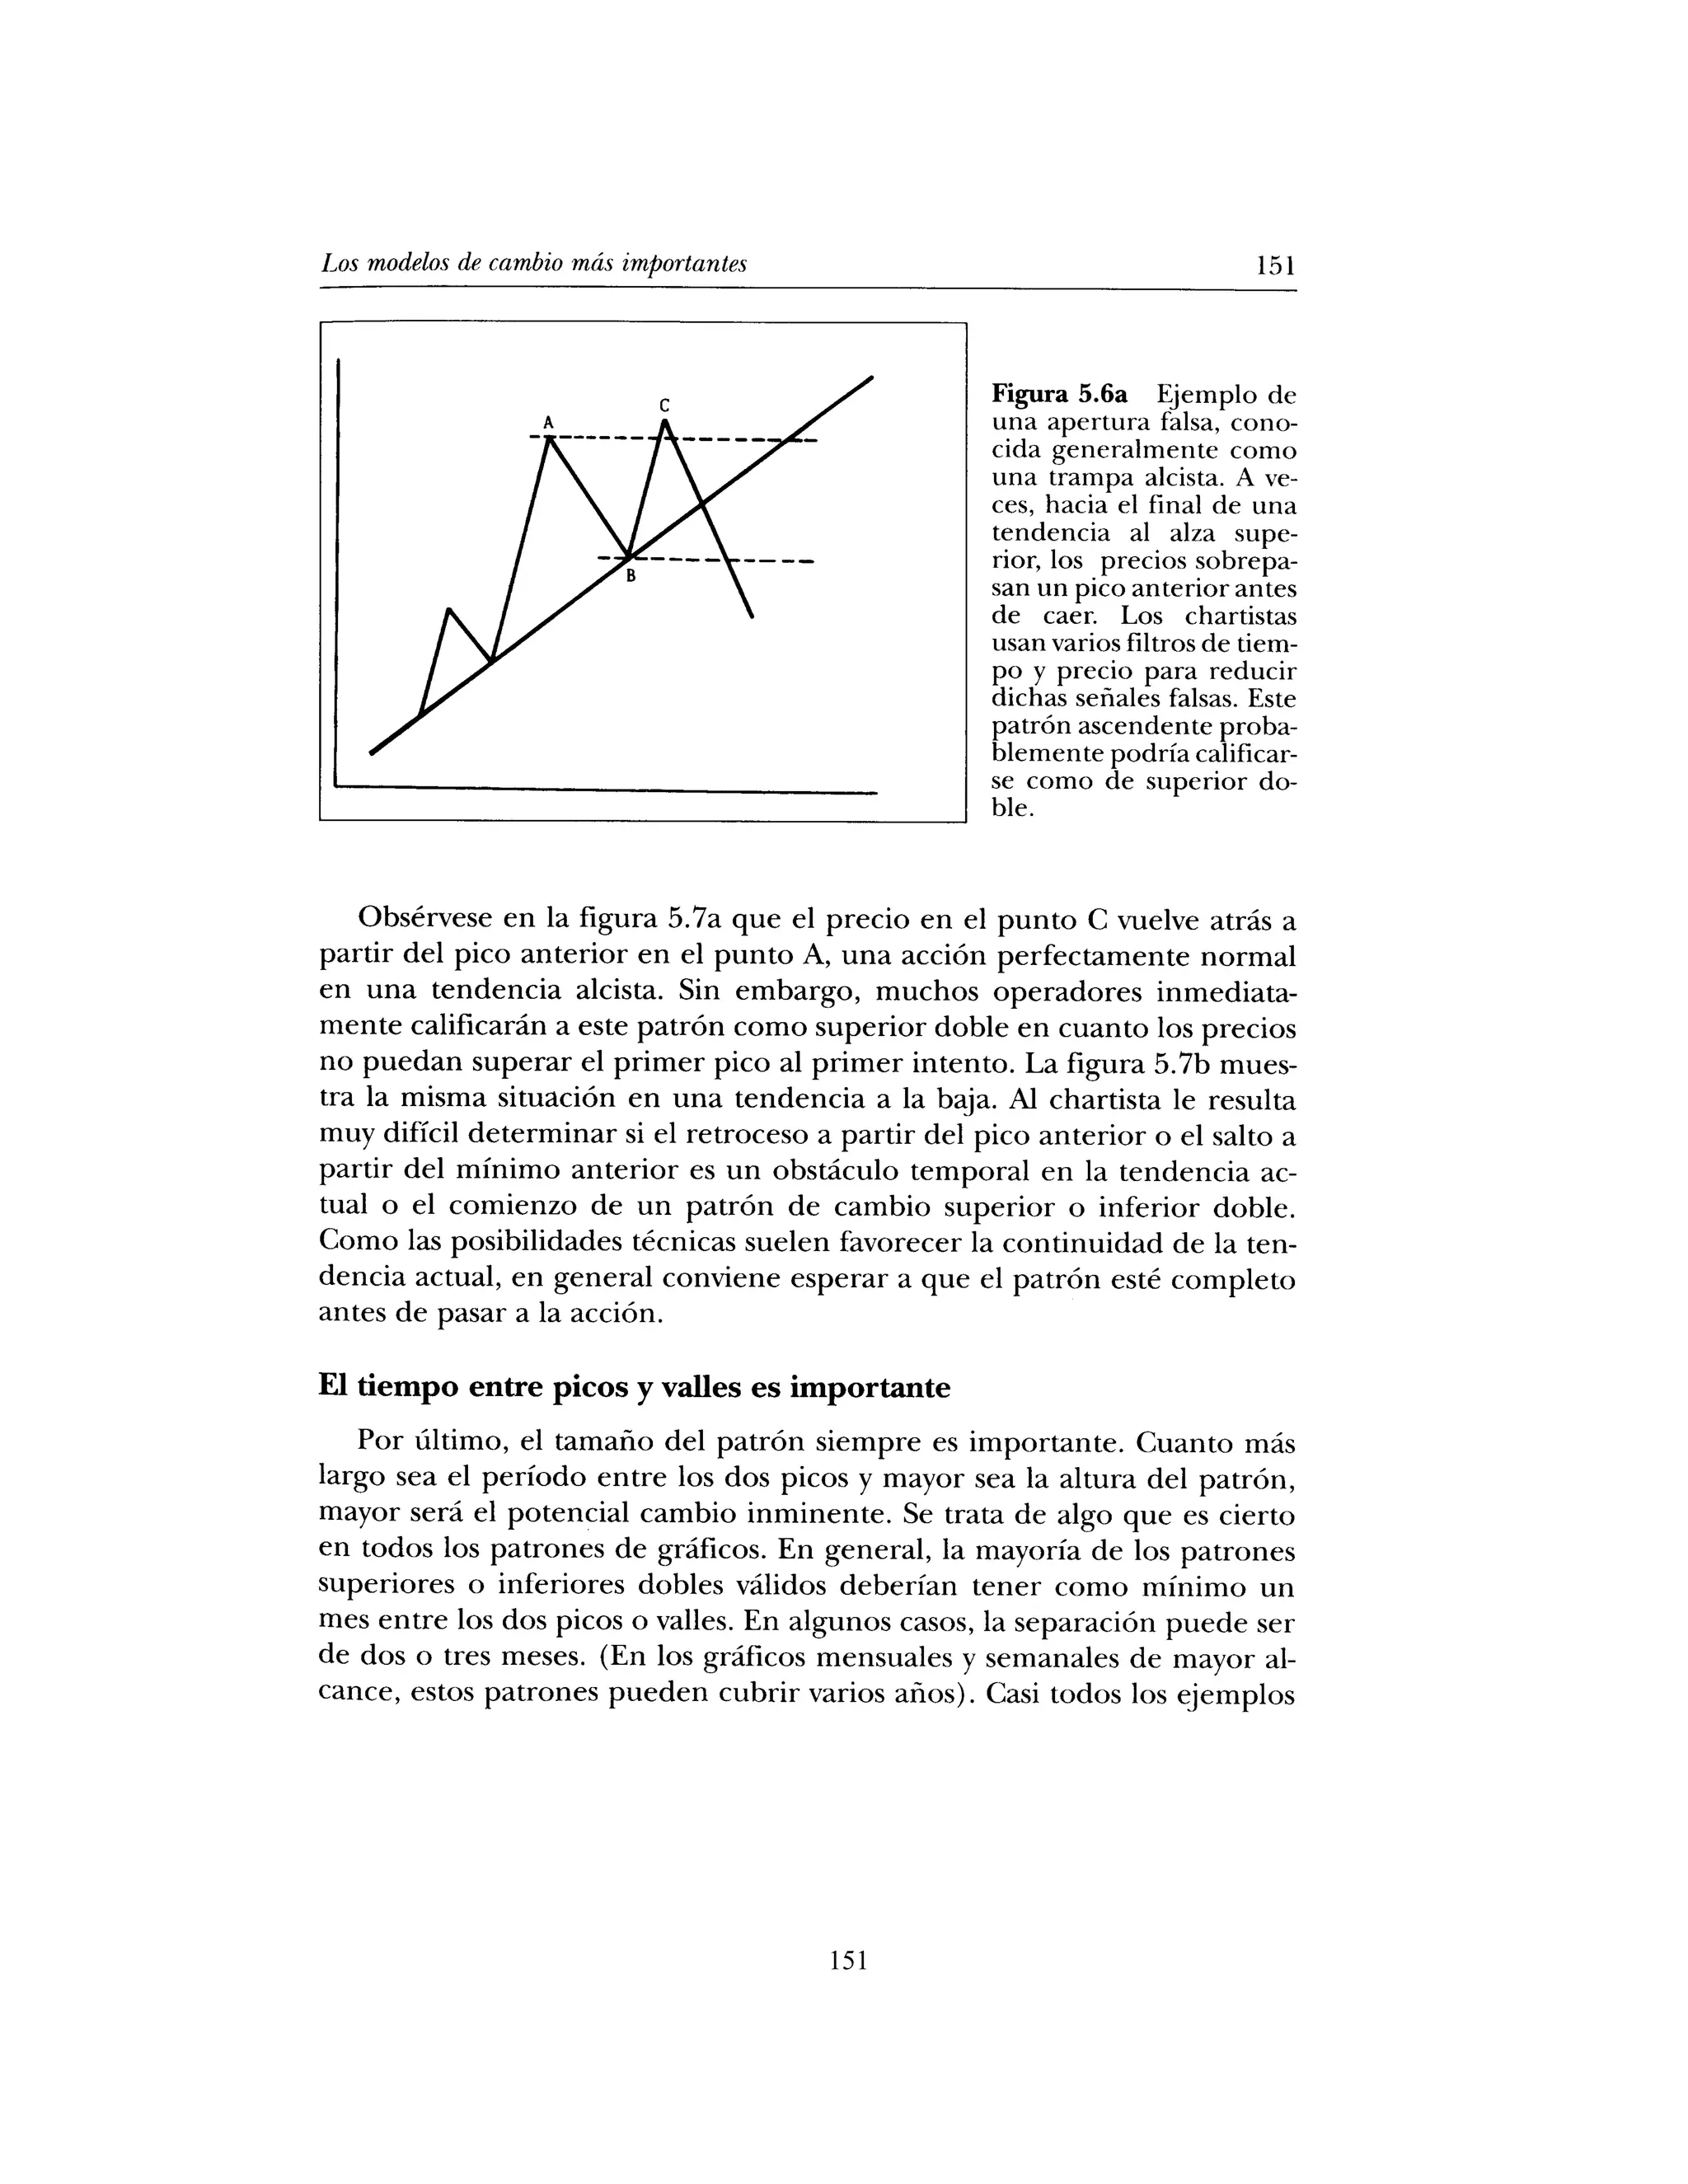 Los modelos de cambio más importantes 151
A
C
B
Figura 5.6a Ejemplo de
una apertura falsa, cono-
cida generalmente como
una trampa alcista. A ve-
ces, hacia el final de una
tendencia al alza supe-
rior, los precios sobrepa-
san un pico anterior antes
de caer. Los chartistas
usan varios filtros de tiem-
po y precio para reducir
dichas señales falsas. Este
patrón ascendente proba-
blemente podría calificar-
se como de superior do-
ble.
Obsérvese en la figura 5.7a que el precio en el punto C vuelve atrás a
partir del pico anterior en el punto A, una acción perfectamente normal
en una tendencia alcista. Sin embargo, muchos operadores inmediata-
mente calificarán a este patrón como superior doble en cuanto los precios
no puedan superar el primer pico al primer intento. La figura 5.7b mues-
tra la misma situación en una tendencia a la baja. Al chartista le resulta
muy difícil determinar si el retroceso a partir del pico anterior o el salto a
partir del mínimo anterior es un obstáculo temporal en la tendencia ac-
tual o el comienzo de un patrón de cambio superior o inferior doble.
Como las posibilidades técnicas suelen favorecer la continuidad de la ten-
dencia actual, en general conviene esperar a que el patrón esté completo
antes de pasar a la acción.
El tiempo entre picos y valles es importante
Por último, el tamaño del patrón siempre es importante. Cuanto más
largo sea el período entre los dos picos y mayor sea la altura del patrón,
mayor será el potencial cambio inminente. Se trata de algo que es cierto
en todos los patrones de gráficos. En general, la mayoría de los patrones
superiores o inferiores dobles válidos deberían tener como mínimo un
mes entre los dos picos o valles. En algunos casos, la separación puede ser
de dos o tres meses. (En los gráficos mensuales y semanales de mayor al-
cance, estos patrones pueden cubrir varios años). Casi todos los ejemplos
151